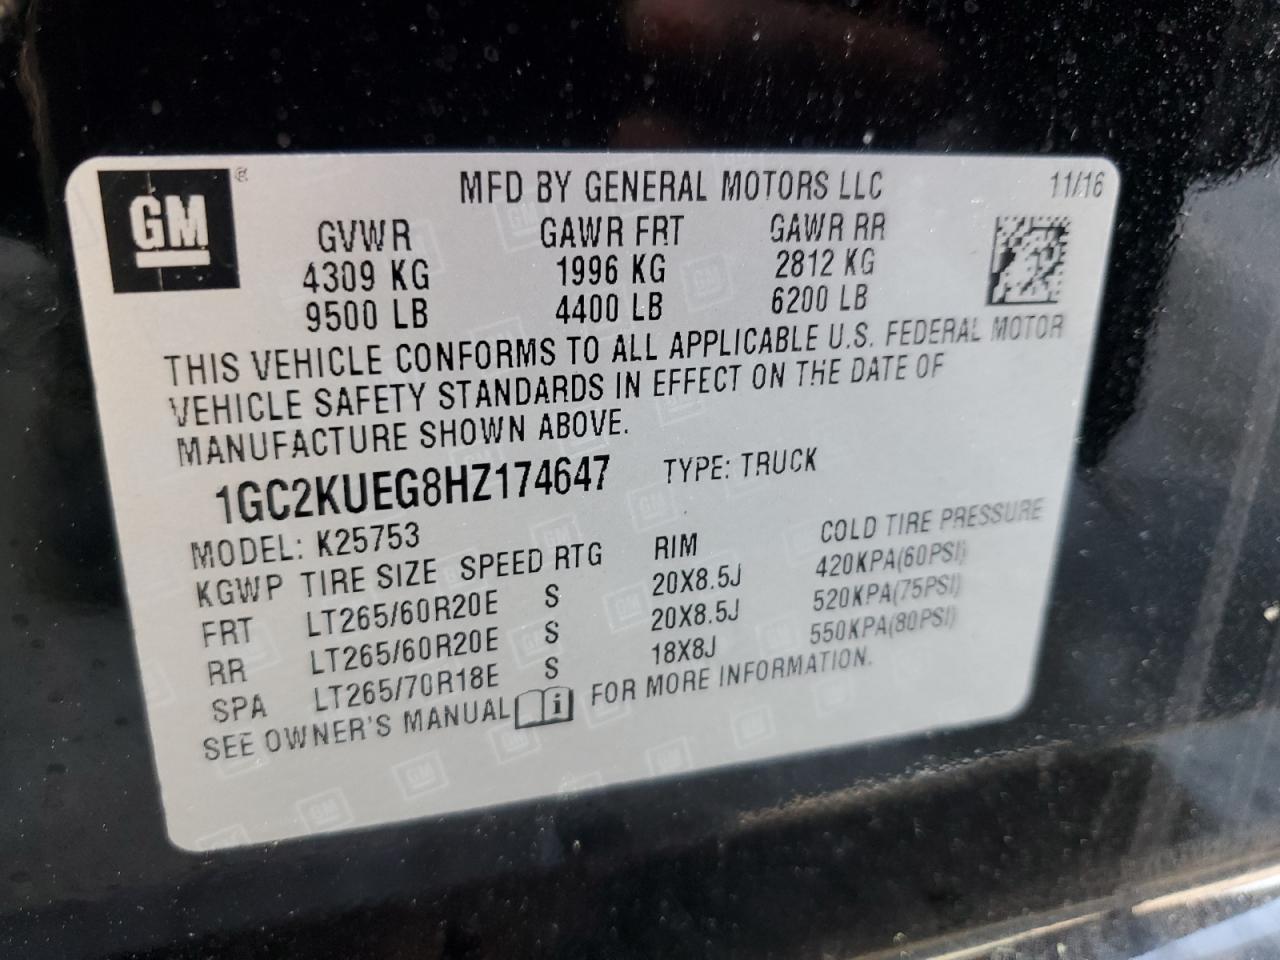 GM ® MFD BY GENERAL MOTORS LLC 11/16
GVWR GAWR FRT GAWR RR
4309 KG 1996 KG 2812 KG
9500 LB 4400 LB 6200 LB
THIS VEHICLE CONFORMS TO ALL APPLICABLE U.S. FEDERAL MOTOR
VEHICLE SAFETY STANDARDS IN EFFECT ON THE DATE OF
MANUFACTURE SHOWN ABOVE.
1GC2KUEG8HZ174647 TYPE: TRUCK
MODEL: K25753
KGWP TIRE SIZE SPEED RTG RIM COLD TIRE PRESSURE
FRT LT265/60R20E S 20X8.5J 420KPA(60PSI)
RR LT265/60R20E S 20X8.5J 520KPA(75PSI)
SPA LT265/70R18E S 18X8J 550KPA(80PSI)
SEE OWNER'S MANUAL i FOR MORE INFORMATION.